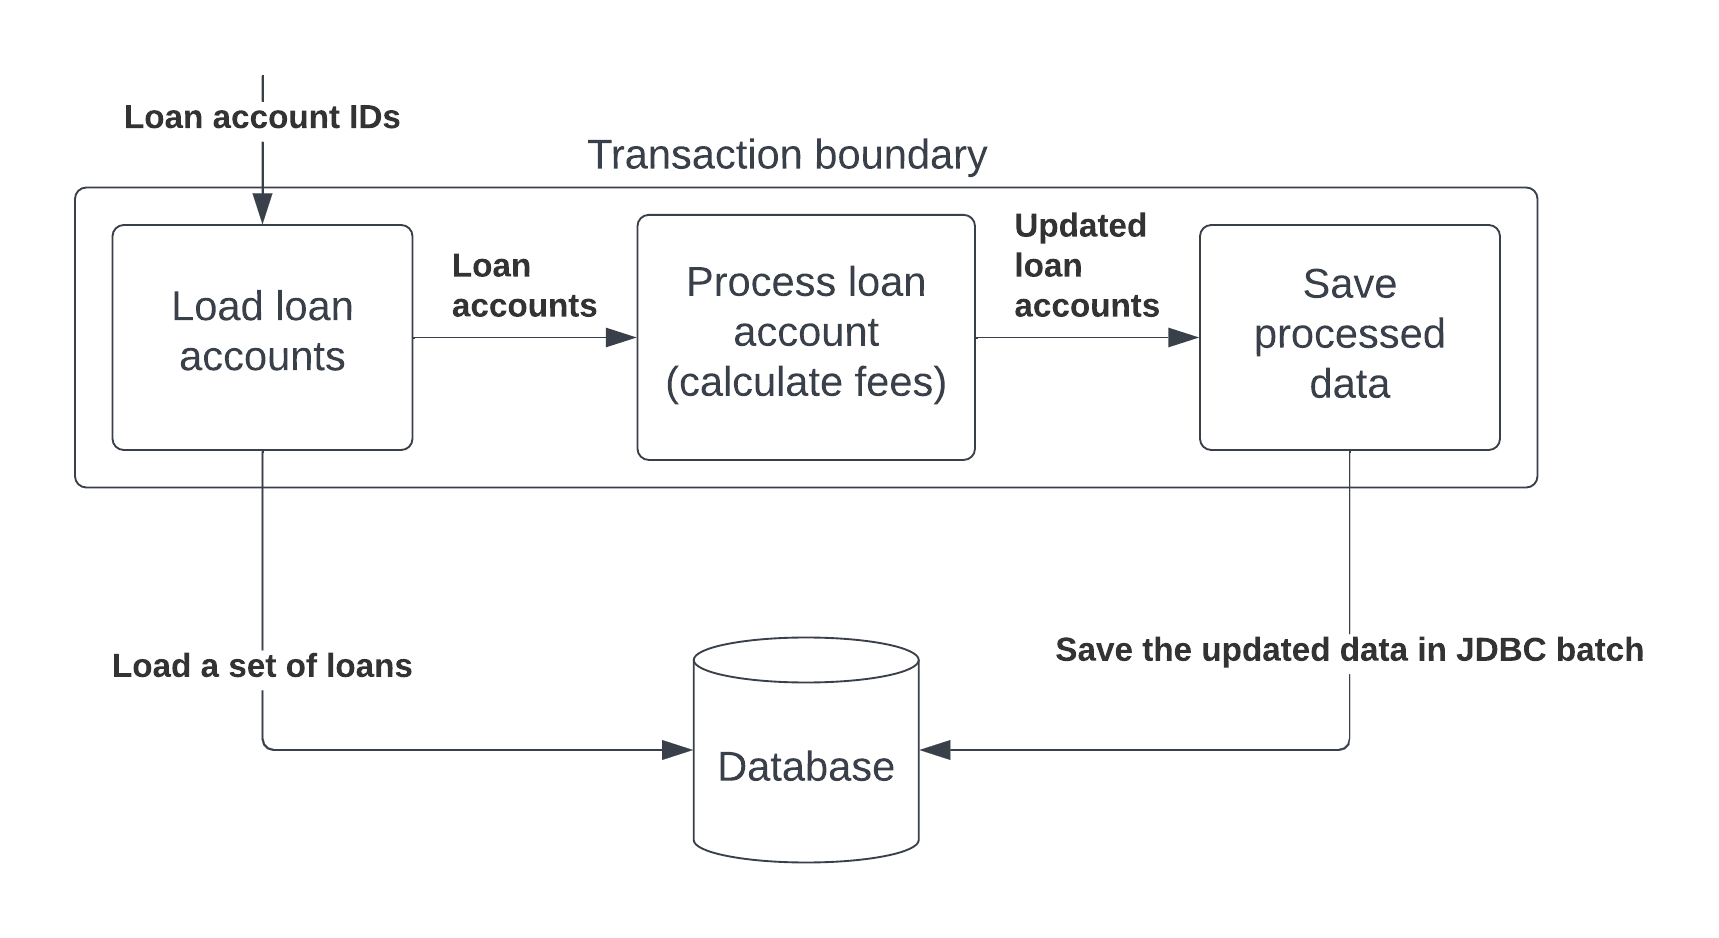 Loan account IDs
Transaction boundary
Load loan
accounts
Loan
accounts
Process loan
account
(calculate fees)
Updated
loan
accounts
Save
processed
data
Load a set of loans
Save the updated data in JDBC batch
Database